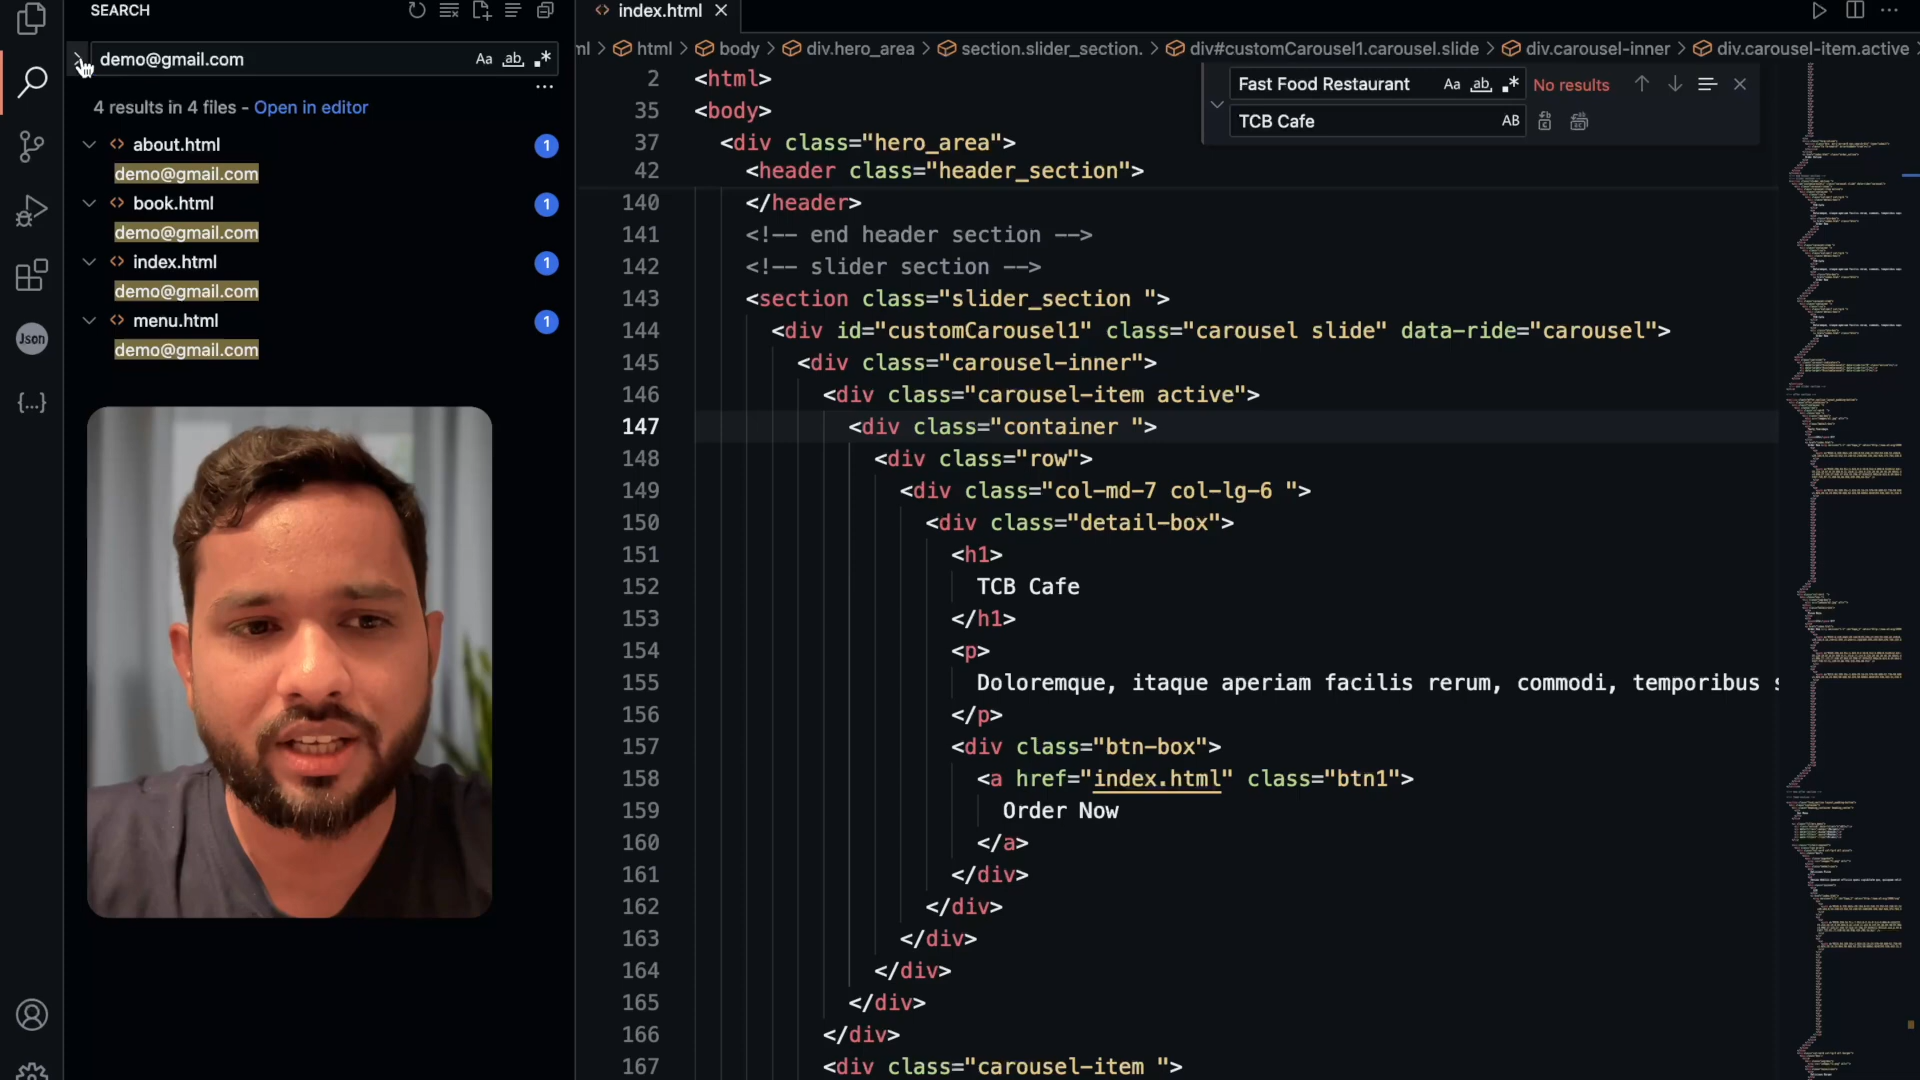 SEARCH
demo@gmail.com
Aa ab .*
...
4 results in 4 files - Open in editor
about.html 1
demo@gmail.com
book.html 1
demo@gmail.com
index.html 1
demo@gmail.com
menu.html 1
demo@gmail.com
Json
{...}
index.html
html > body > div.hero_area > section.slider_section. > div#customCarousel1.carousel.slide > div.carousel-inner > div.carousel-item.active
Fast Food Restaurant Aa ab .* No results
TCB Cafe AB
2 <html>
35 <body>
37 <div class="hero_area">
42 <header class="header_section">
140 </header>
141 <!-- end header section -->
142 <!-- slider section -->
143 <section class="slider_section ">
144 <div id="customCarousel1" class="carousel slide" data-ride="carousel">
145 <div class="carousel-inner">
146 <div class="carousel-item active">
147 <div class="container ">
148 <div class="row">
149 <div class="col-md-7 col-lg-6 ">
150 <div class="detail-box">
151 <h1>
152 TCB Cafe
153 </h1>
154 <p>
155 Doloremque, itaque aperiam facilis rerum, commodi, temporibus
156 </p>
157 <div class="btn-box">
158 <a href="index.html" class="btn1">
159 Order Now
160 </a>
161 </div>
162 </div>
163 </div>
164 </div>
165 </div>
166 </div>
167 <div class="carousel-item ">